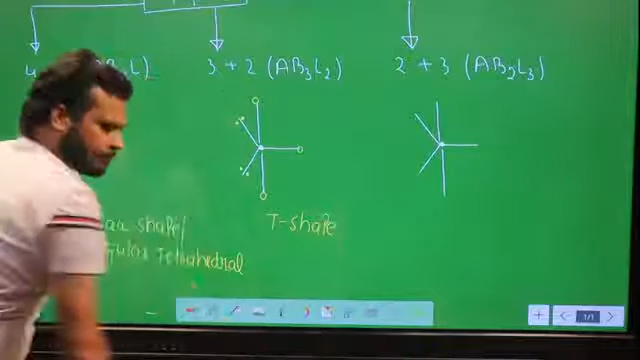 3 + 2 (AB₃L₂)
2 + 3 (AB₂L₃)
T-shape
shape/
Tetrahedral
1/1